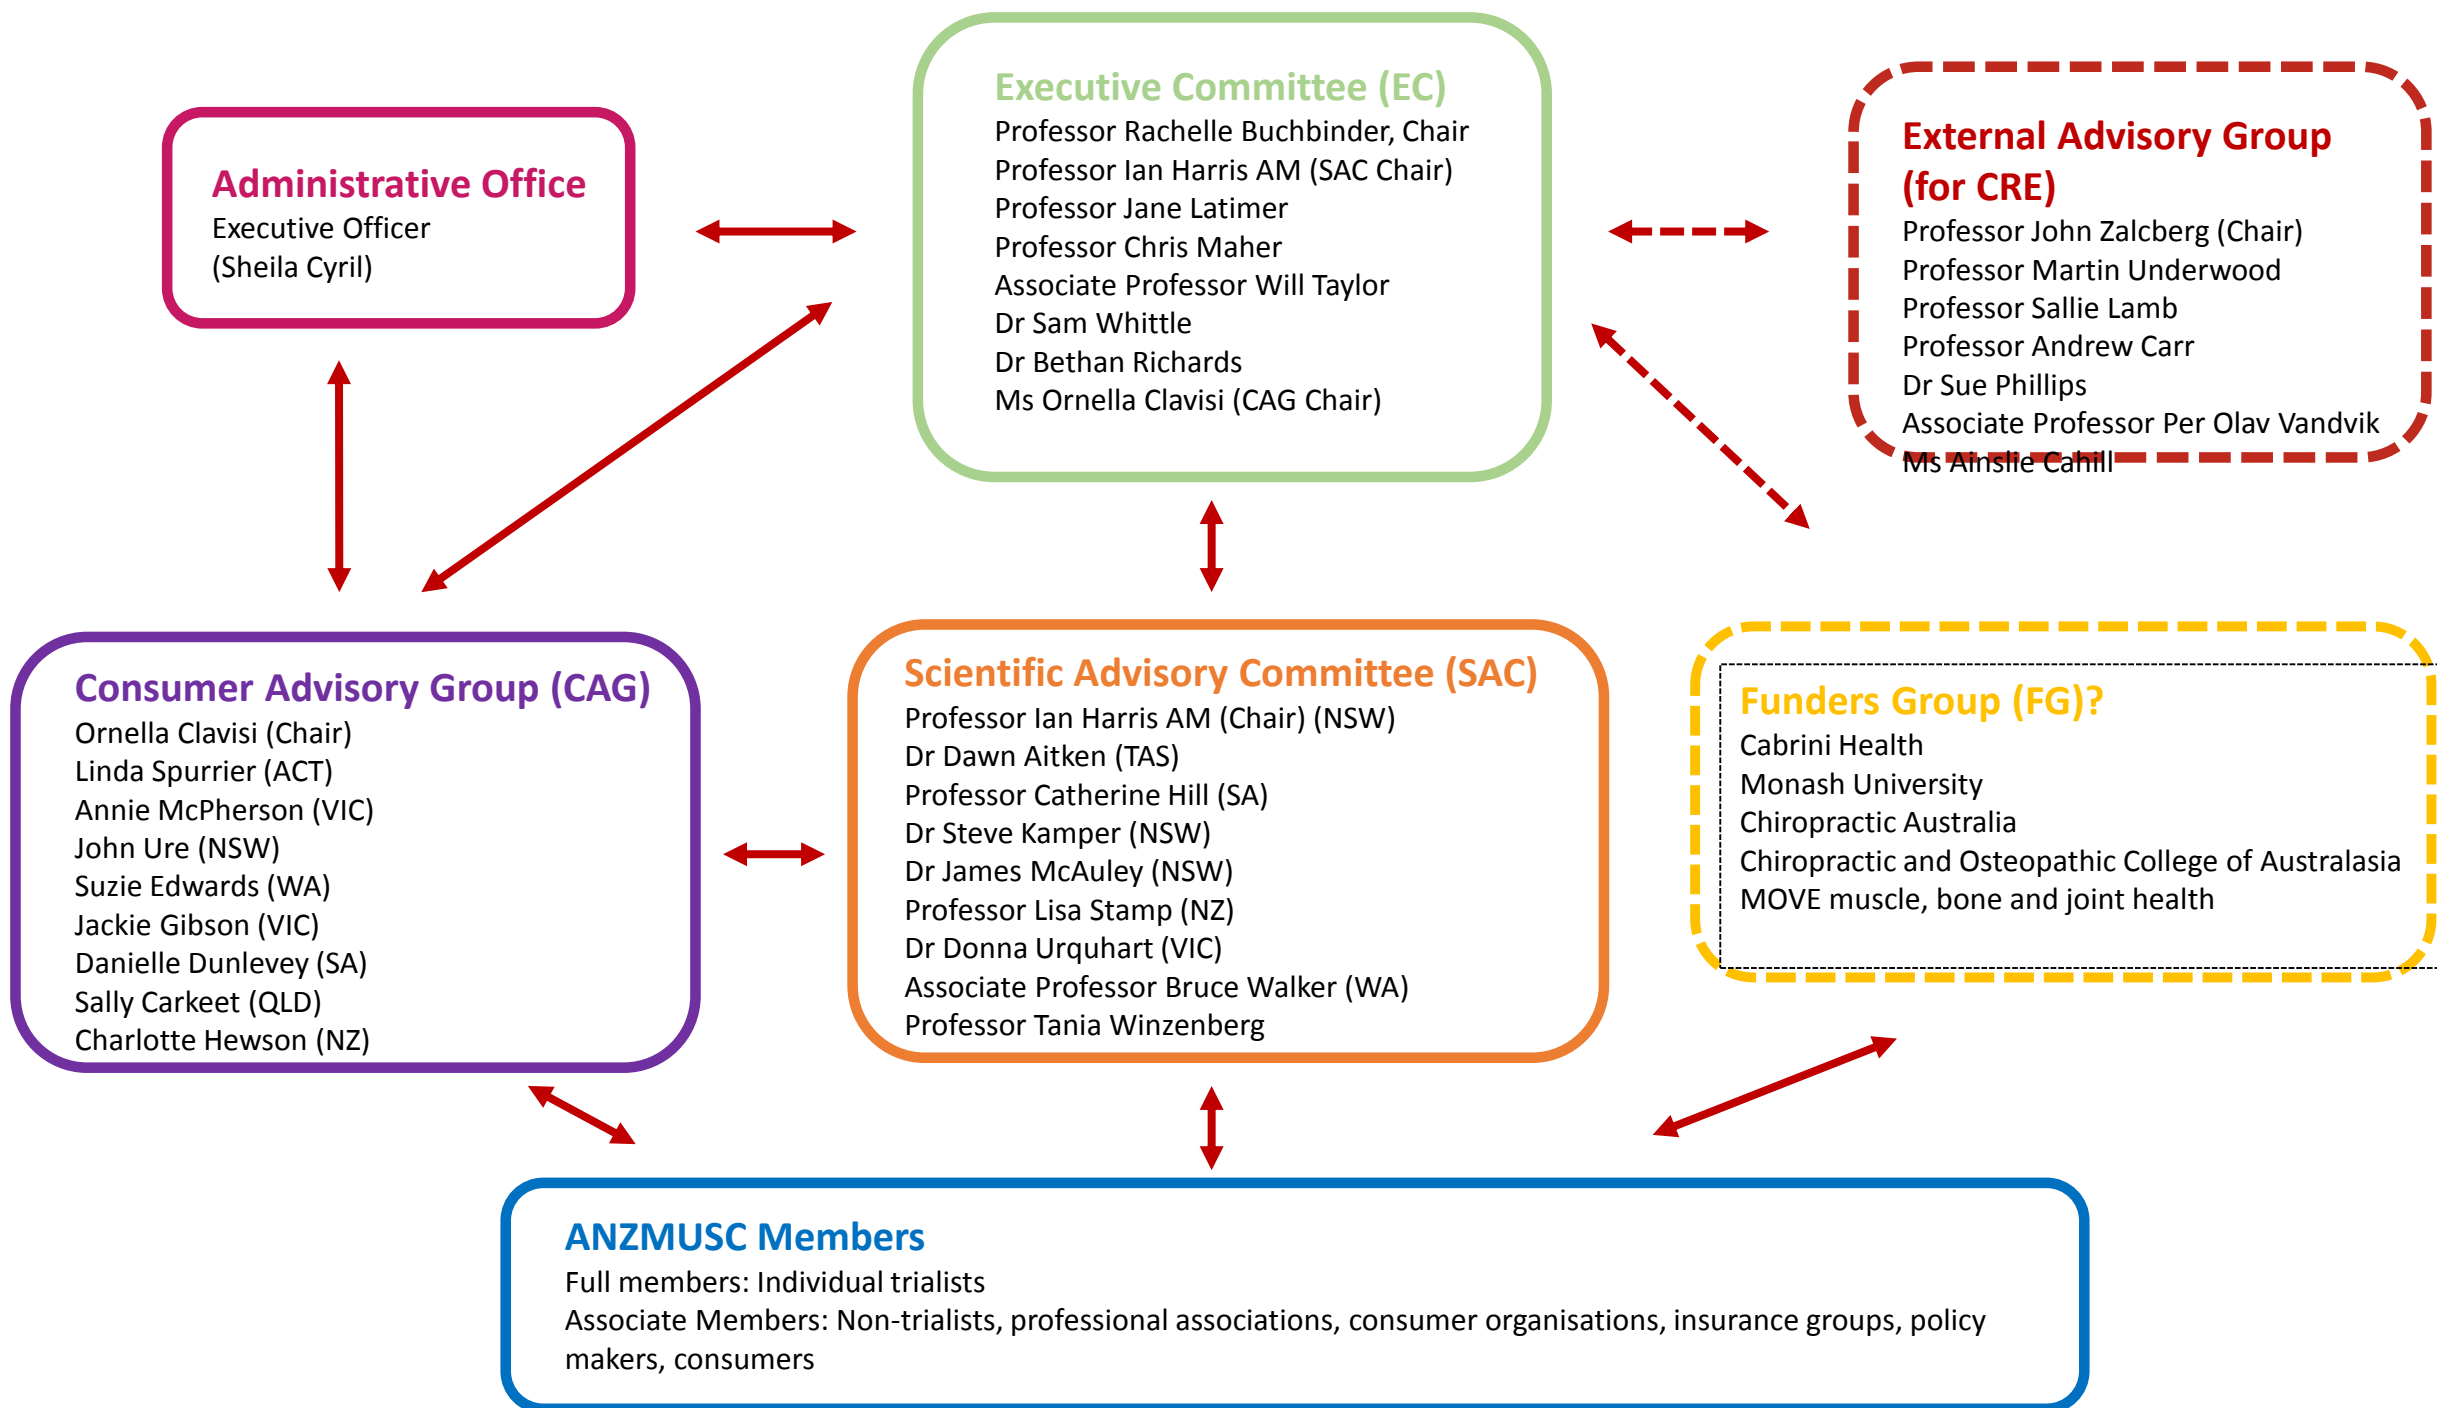 Executive Committee (EC)
Professor Rachelle Buchbinder, Chair
Professor Ian Harris AM (SAC Chair)
Professor Jane Latimer
Professor Chris Maher
Associate Professor Will Taylor
Dr Sam Whittle
Dr Bethan Richards
Ms Ornella Clavisi (CAG Chair)
Administrative Office
Executive Officer
(Sheila Cyril)
External Advisory Group
(for CRE)
Professor John Zalcberg (Chair)
Professor Martin Underwood
Professor Sallie Lamb
Professor Andrew Carr
Dr Sue Phillips
Associate Professor Per Olav Vandvik
Ms Ainslie Cahill
Consumer Advisory Group (CAG)
Ornella Clavisi (Chair)
Linda Spurrier (ACT)
Annie McPherson (VIC)
John Ure (NSW)
Suzie Edwards (WA)
Jackie Gibson (VIC)
Danielle Dunlevey (SA)
Sally Carkeet (QLD)
Charlotte Hewson (NZ)
Scientific Advisory Committee (SAC)
Professor Ian Harris AM (Chair) (NSW)
Dr Dawn Aitken (TAS)
Professor Catherine Hill (SA)
Dr Steve Kamper (NSW)
Dr James McAuley (NSW)
Professor Lisa Stamp (NZ)
Dr Donna Urquhart (VIC)
Associate Professor Bruce Walker (WA)
Professor Tania Winzenberg
Funders Group (FG)?
Cabrini Health
Monash University
Chiropractic Australia
Chiropractic and Osteopathic College of Australasia
MOVE muscle, bone and joint health
ANZMUSC Members
Full members: Individual trialists
Associate Members: Non-trialists, professional associations, consumer organisations, insurance groups, policy
makers, consumers